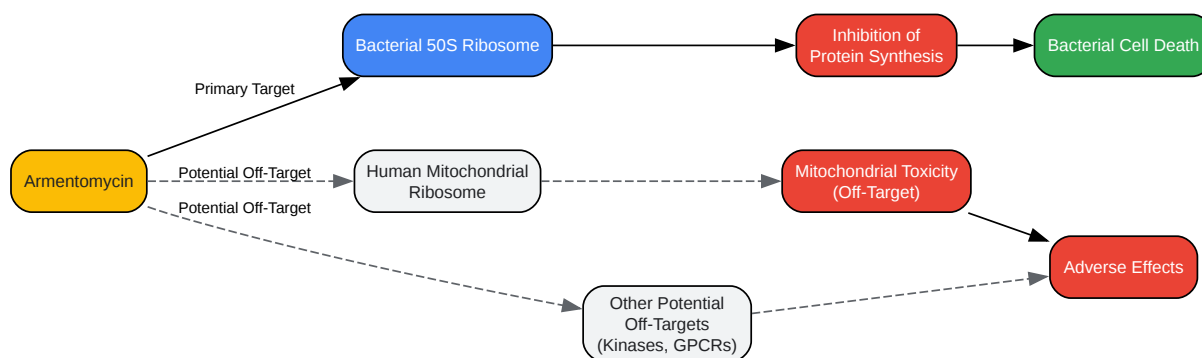 Bacterial 50S Ribosome
Inhibition of
Protein Synthesis
Bacterial Cell Death
Primary Target
Armentomycin
Potential Off-Target
Human Mitochondrial
Ribosome
Mitochondrial Toxicity
(Off-Target)
Potential Off-Target
Adverse Effects
Other Potential
Off-Targets
(Kinases, GPCRs)